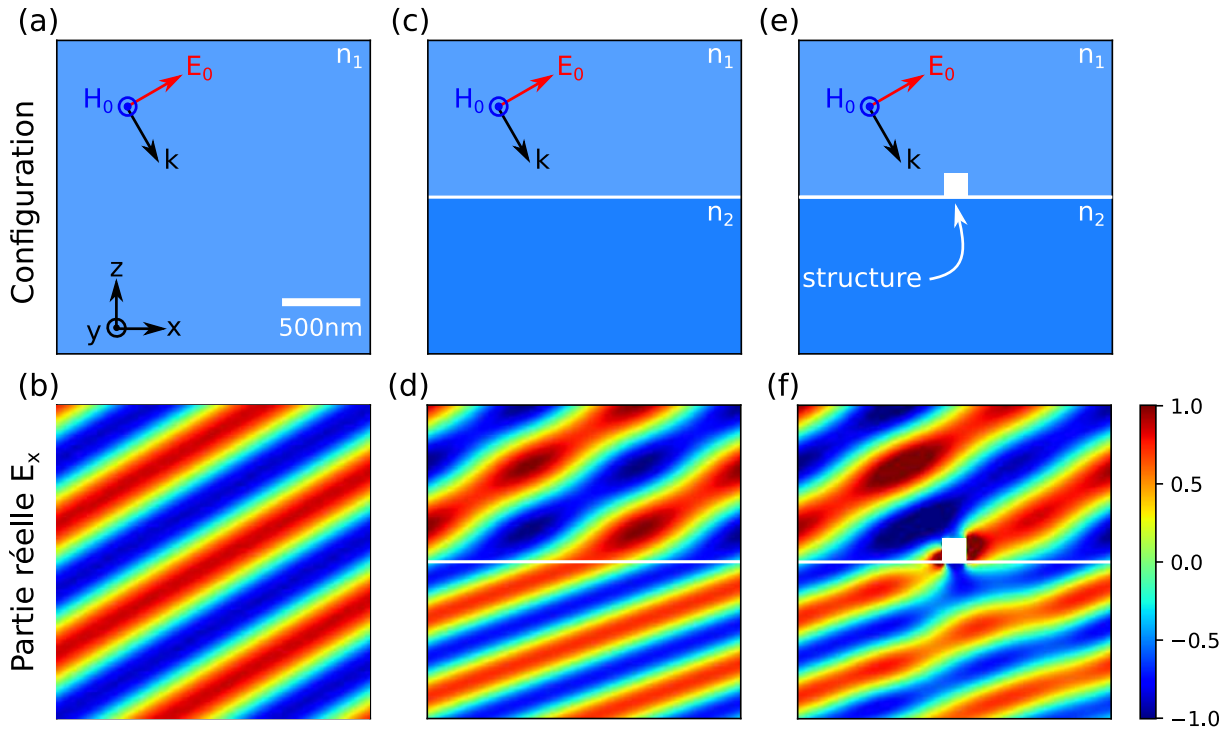 (a)
(c)
(e)
Configuration
n₁
E₀
H₀
k
z
y
x
500nm
n₁
E₀
H₀
k
n₂
n₁
E₀
H₀
k
n₂
structure
(b)
(d)
(f)
Partie réelle Eₓ
1.0
0.5
0.0
−0.5
−1.0